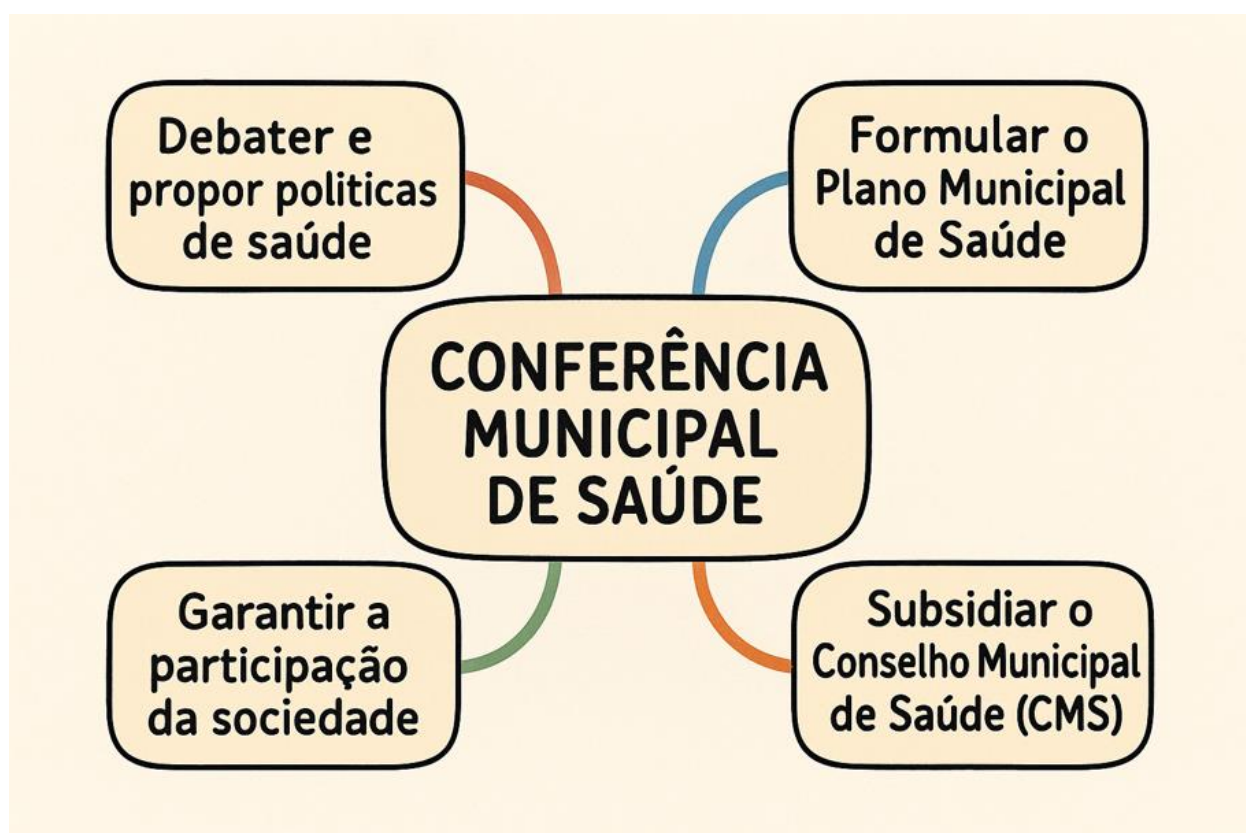 Debater e
propor politicas
de saúde
Formular o
Plano Municipal
de Saúde
CONFERÊNCIA
MUNICIPAL
DE SAÚDE
Garantir a
participação
da sociedade
Subsidiar o
Conselho Municipal
de Saúde (CMS)